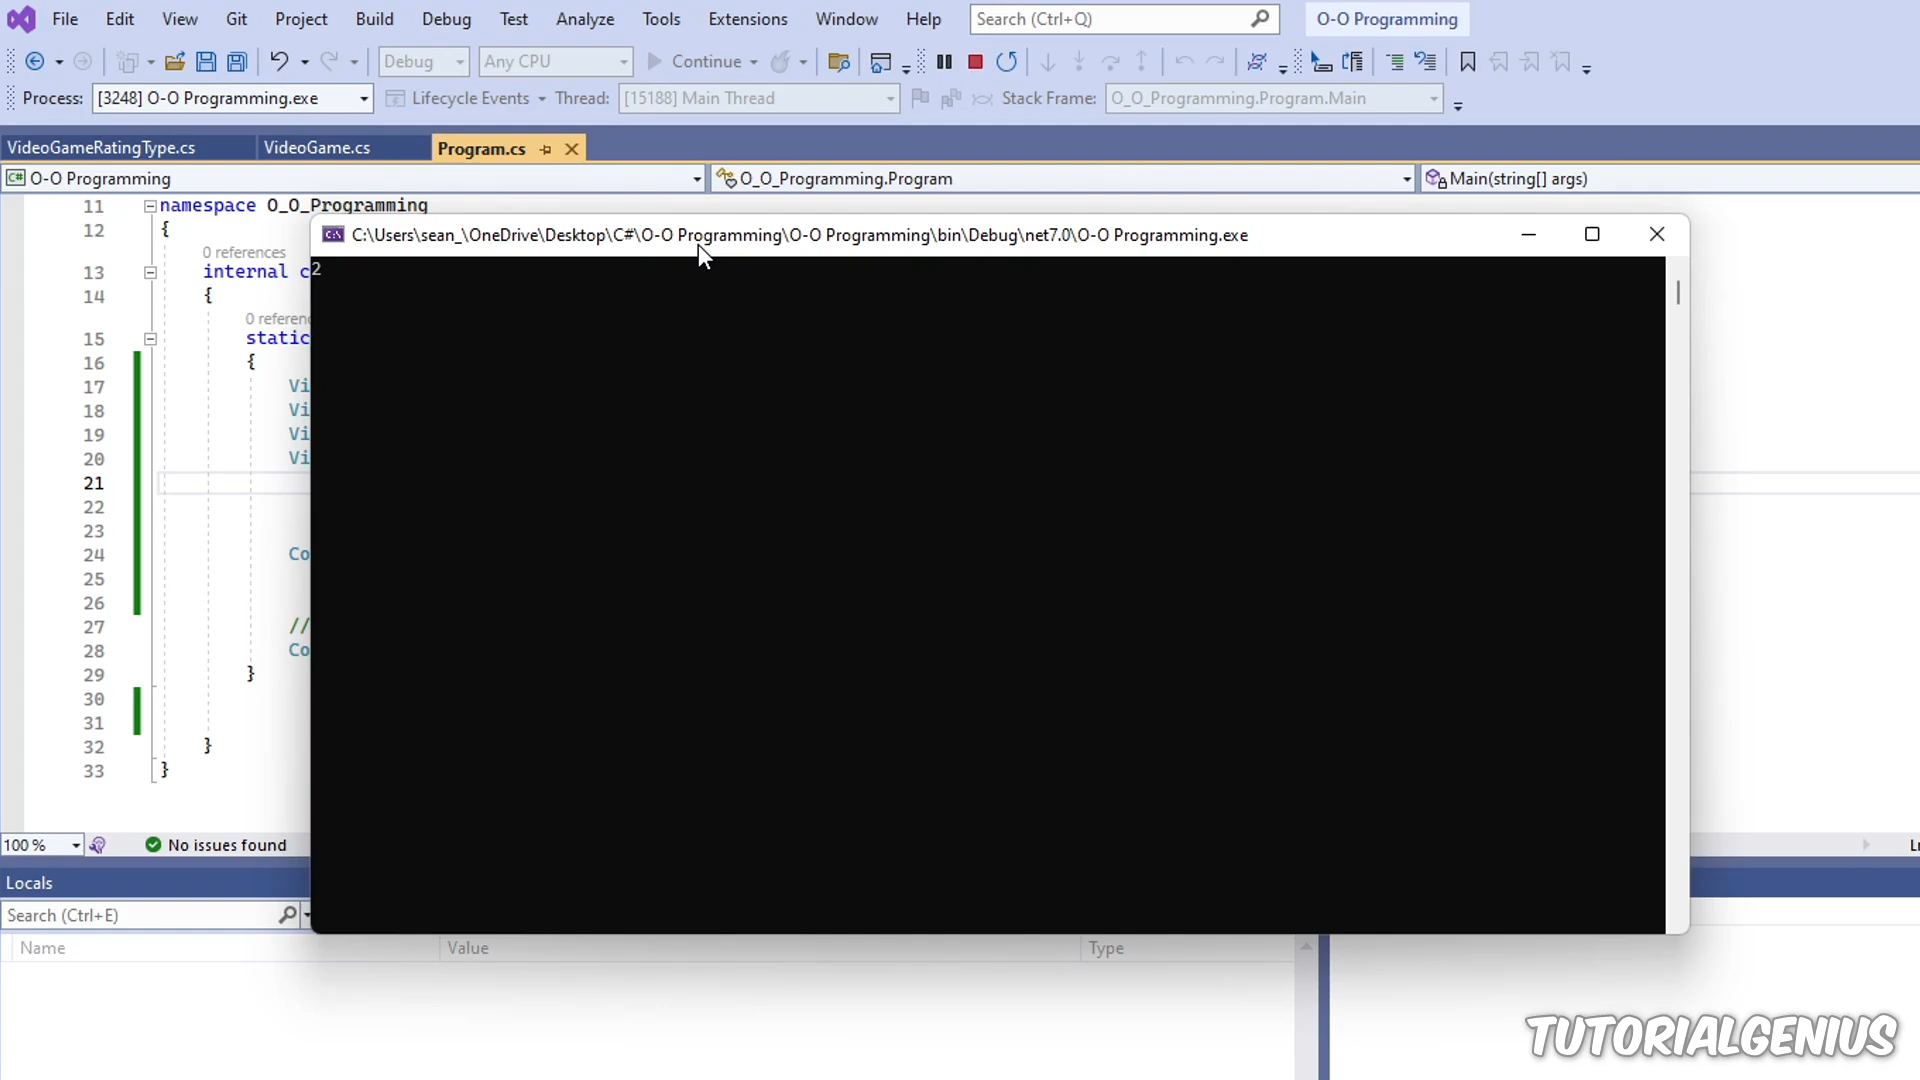 File Edit View Git Project Build Debug Test Analyze Tools Extensions Window Help Search (Ctrl+Q) O-O Programming
Debug Any CPU Continue
Process: [3248] O-O Programming.exe Lifecycle Events Thread: [15188] Main Thread Stack Frame: O_O_Programming.Program.Main
VideoGameRatingType.cs VideoGame.cs Program.cs
C# O-O Programming O_O_Programming.Program Main(string[] args)
11 namespace O_O_Programming
12 {
C:\Users\sean_\OneDrive\Desktop\C#\O-O Programming\O-O Programming\bin\Debug\net7.0\O-O Programming.exe
2
0 references
13 internal c
14 {
0 referenc
15 static
16 {
17 Vi
18 Vi
19 Vi
20 Vi
21
22
23
24 Co
25
26
27 //
28 Co
29 }
30
31
32 }
33 }
100 % No issues found
Locals
Search (Ctrl+E)
Name Value Type
TUTORIALGENIUS